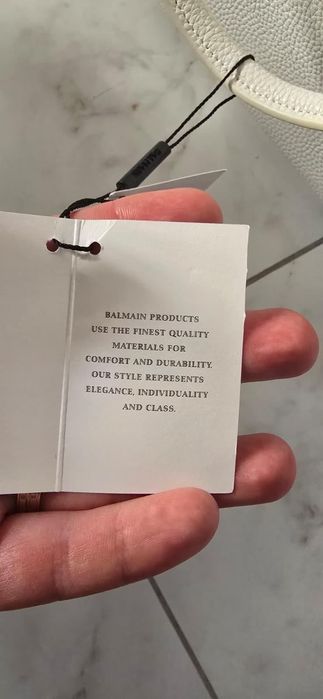 BALMAIN PRODUCTS
USE THE FINEST QUALITY
MATERIALS FOR
COMFORT AND DURABILITY.
OUR STYLE REPRESENTS
ELEGANCE, INDIVIDUALITY
AND CLASS.